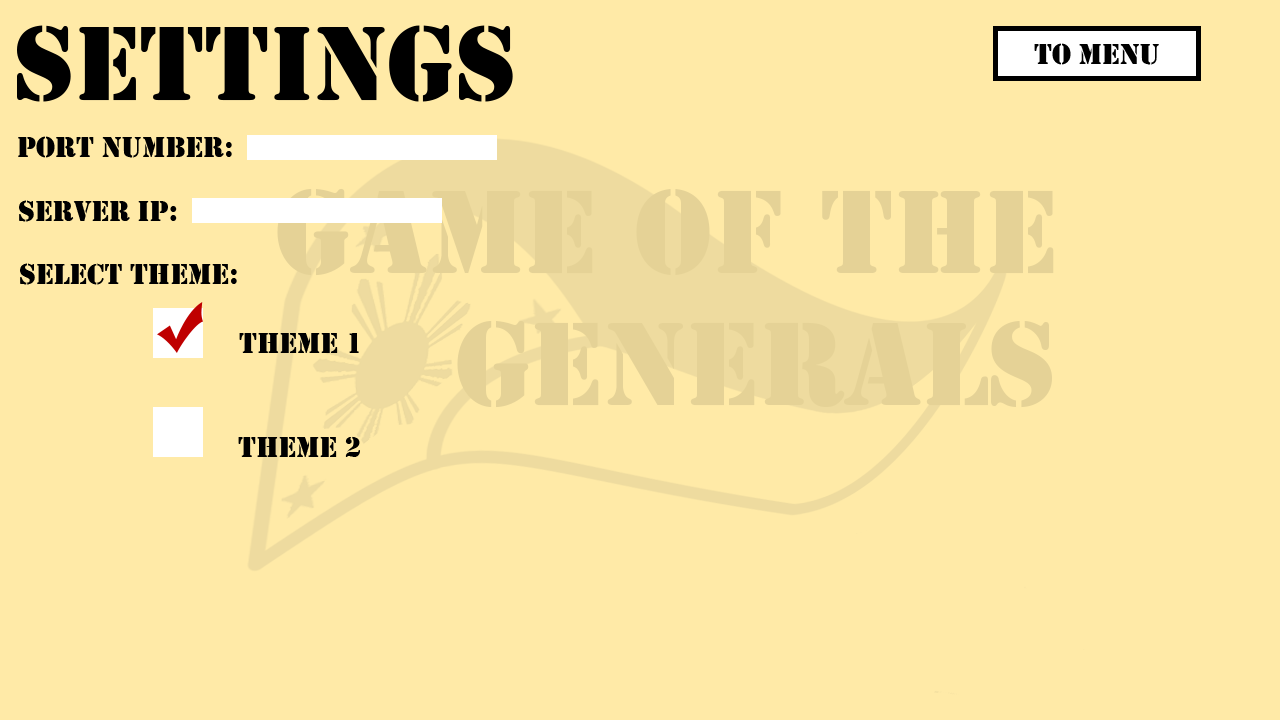 SETTINGS
TO MENU
PORT NUMBER:
GAME OF THE
SERVER IP:
SELECT THEME:
THEME 1
GENERALS
THEME 2